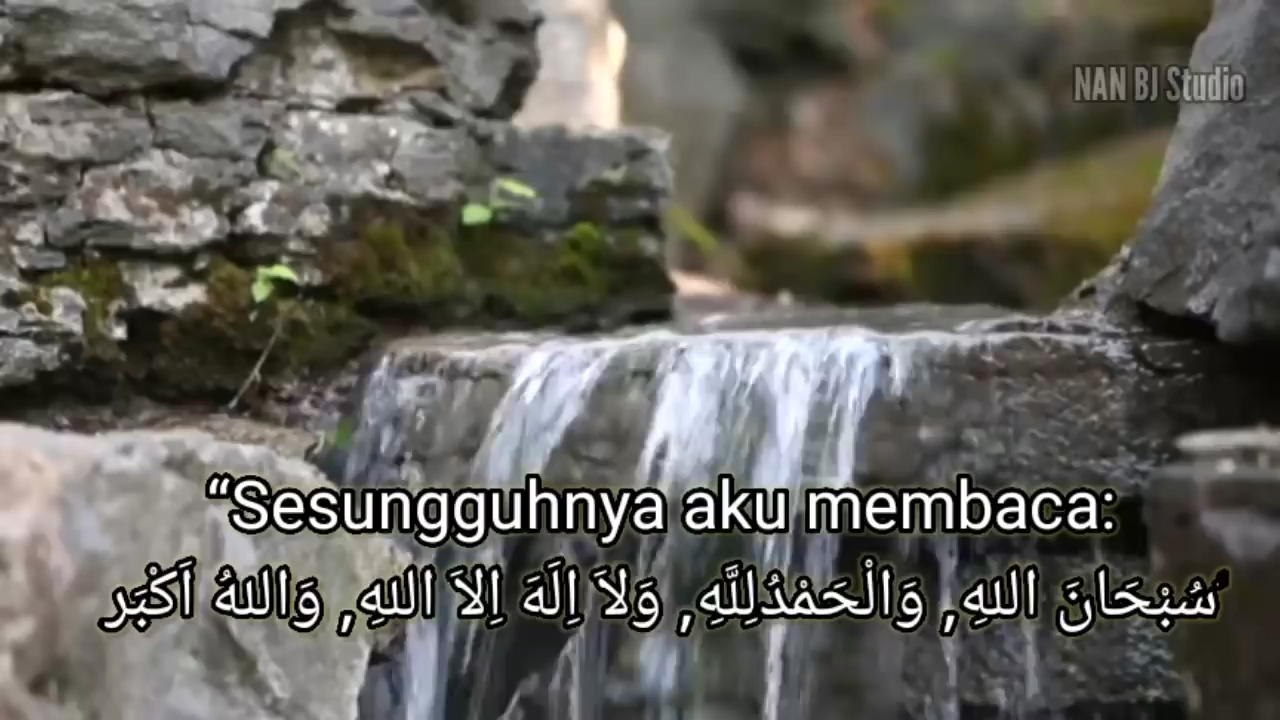 NAN BJ Studio
“Sesungguhnya aku membaca:
سُبْحَانَ اللهِ, وَالْحَمْدُلِلَّهِ, وَلاَ اِلَهَ اِلاَ اللهِ, وَاللهُ اَكْبَر